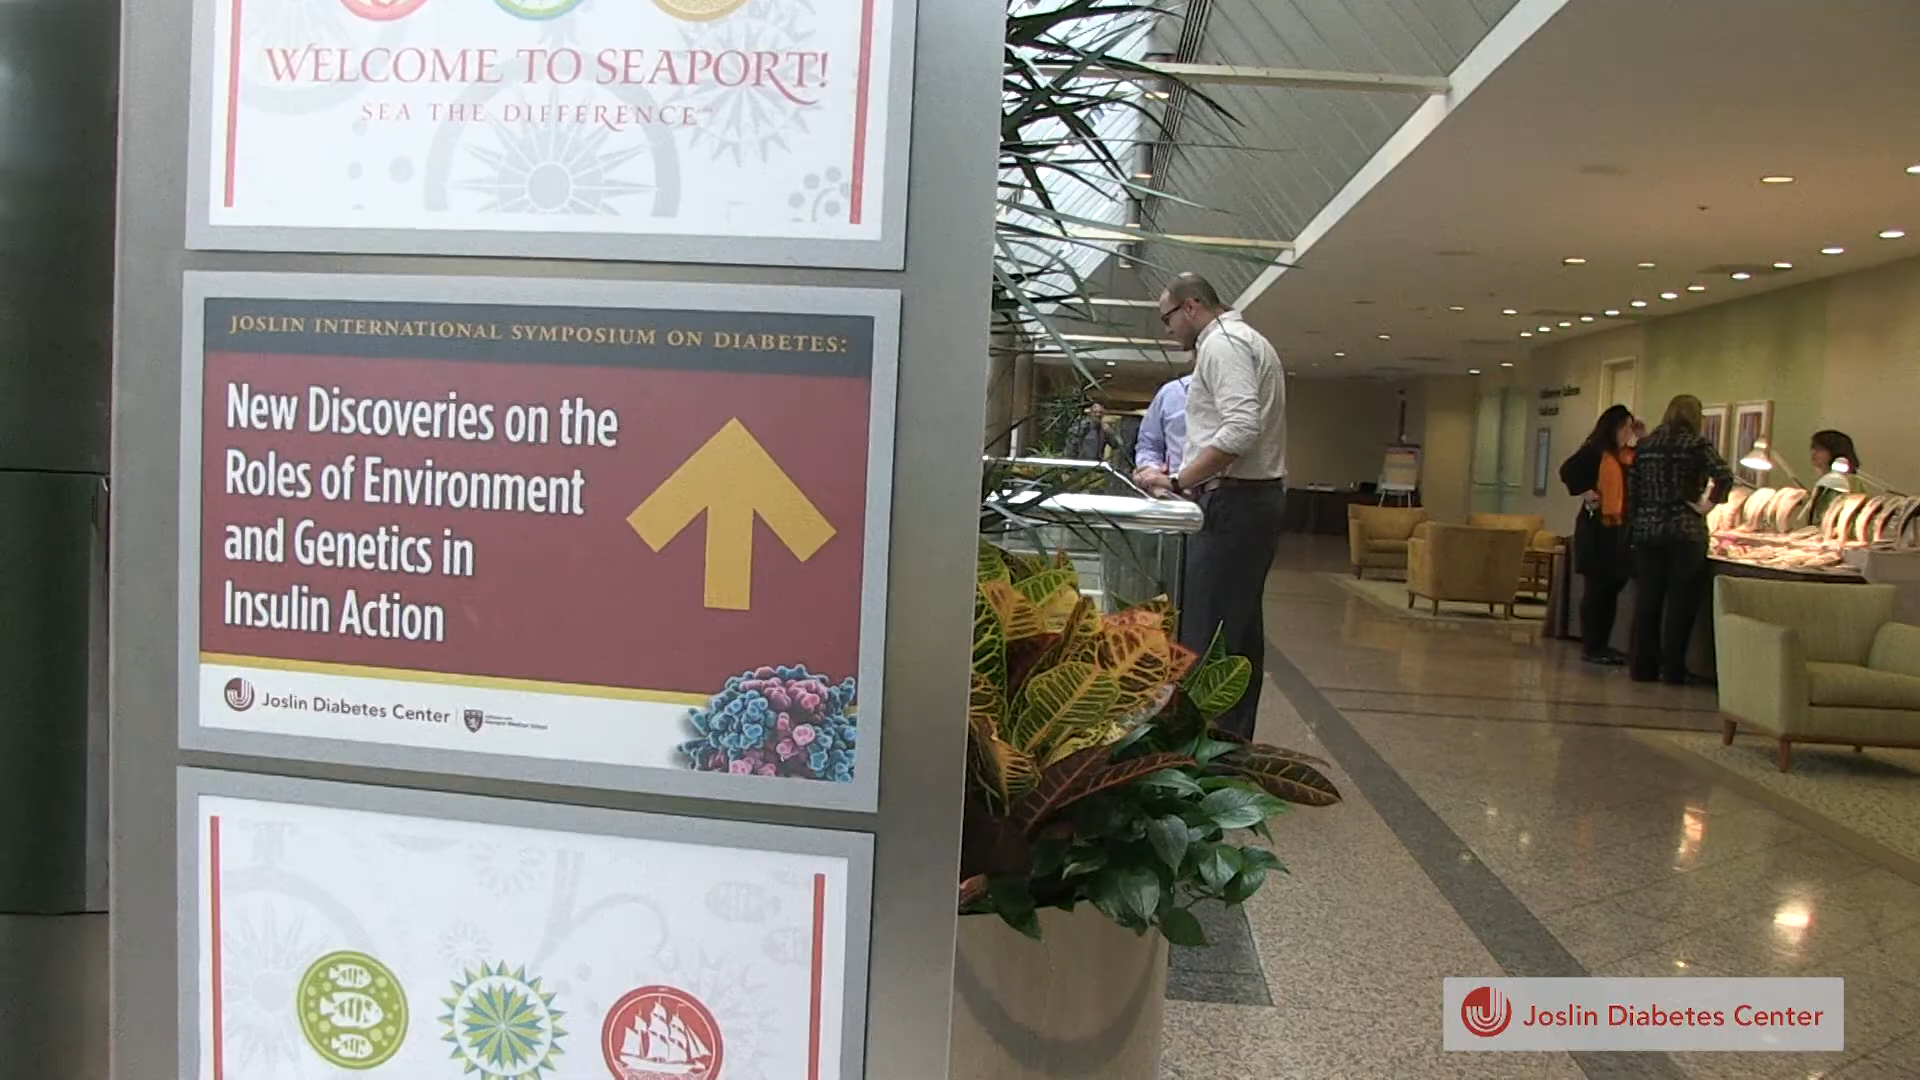 WELCOME TO SEAPORT!
SEA THE DIFFERENCE™
JOSLIN INTERNATIONAL SYMPOSIUM ON DIABETES:
New Discoveries on the
Roles of Environment
and Genetics in
Insulin Action
Joslin Diabetes Center
Joslin Diabetes Center